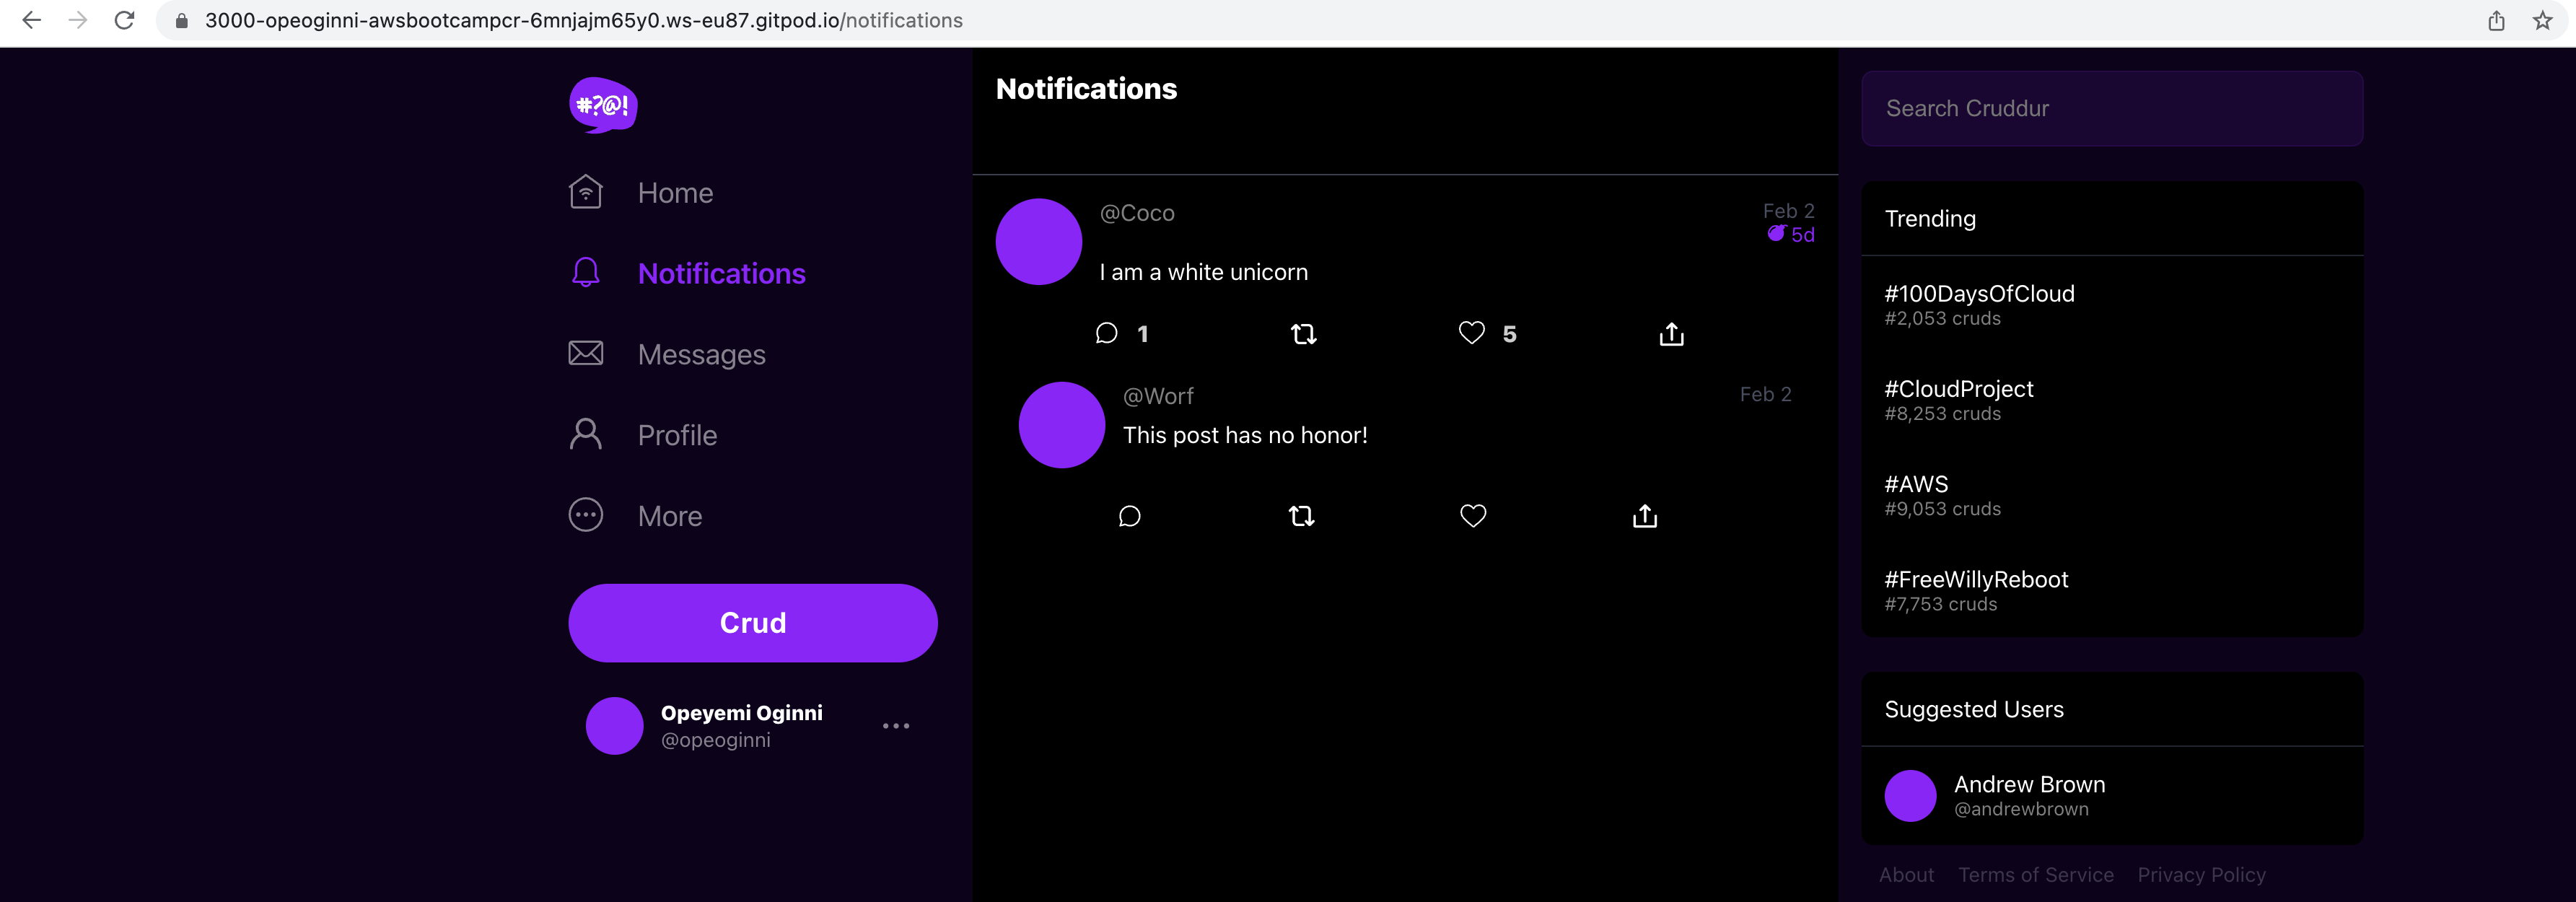 3000-opeoginni-awsbootcampcr-6mnjajm65y0.ws-eu87.gitpod.io/notifications
#?@!
Home
Notifications
Messages
Profile
More
Crud
Opeyemi Oginni
@opeoginni
Notifications
@Coco
Feb 2
5d
I am a white unicorn
1
5
@Worf
Feb 2
This post has no honor!
Search Cruddur
Trending
#100DaysOfCloud
#2,053 cruds
#CloudProject
#8,253 cruds
#AWS
#9,053 cruds
#FreeWillyReboot
#7,753 cruds
Suggested Users
Andrew Brown
@andrewbrown
About Terms of Service Privacy Policy